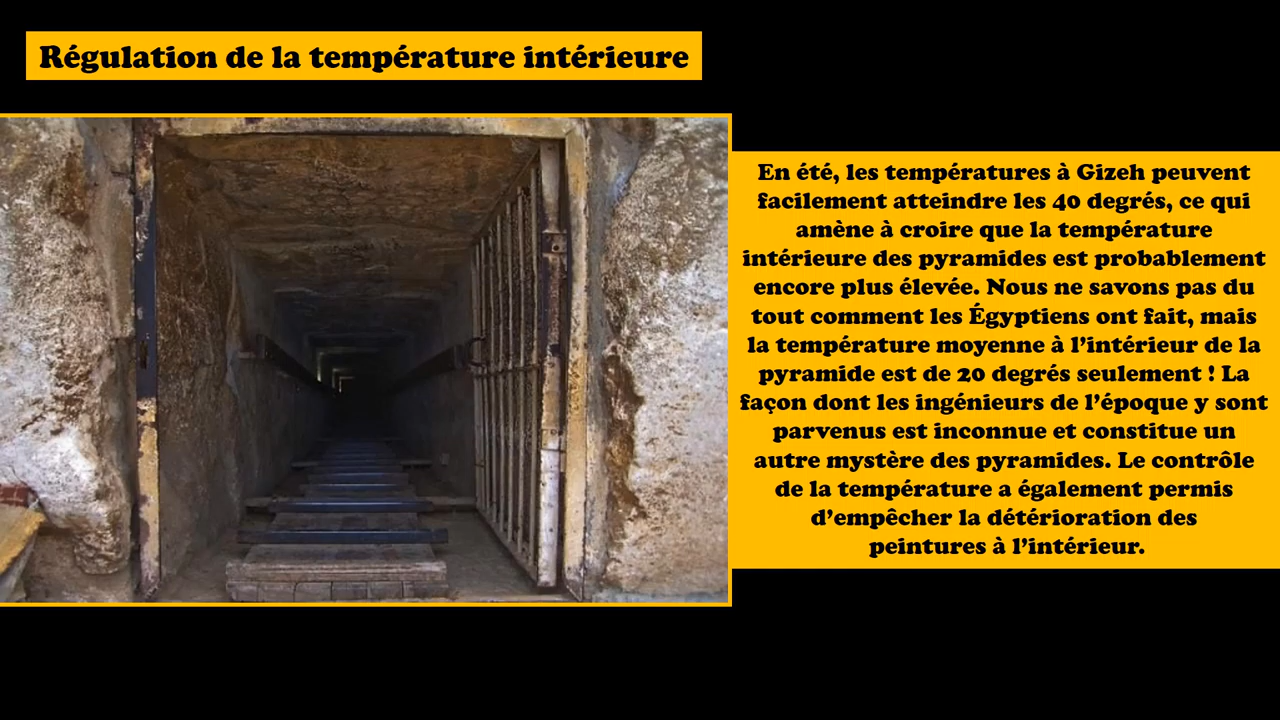 Régulation de la température intérieure
En été, les températures à Gizeh peuvent
facilement atteindre les 40 degrés, ce qui
amène à croire que la température
intérieure des pyramides est probablement
encore plus élevée. Nous ne savons pas du
tout comment les Égyptiens ont fait, mais
la température moyenne à l’intérieur de la
pyramide est de 20 degrés seulement ! La
façon dont les ingénieurs de l’époque y sont
parvenus est inconnue et constitue un
autre mystère des pyramides. Le contrôle
de la température a également permis
d’empêcher la détérioration des
peintures à l’intérieur.